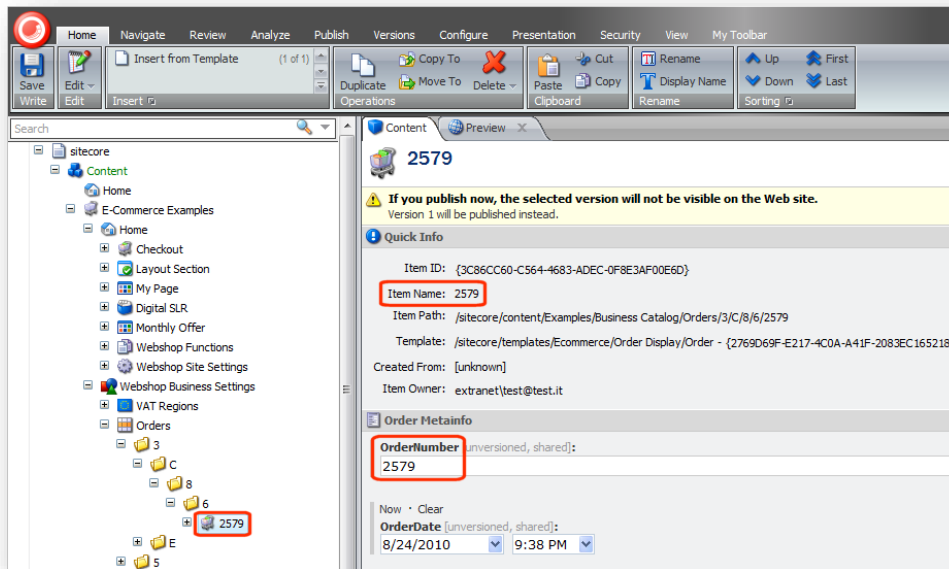 Home Navigate Review Analyze Publish Versions Configure Presentation Security View My Toolbar
Save
Write
Edit
Edit
Insert from Template (1 of 1)
Insert
Duplicate
Copy To
Move To
Delete
Operations
Paste
Cut
Copy
Clipboard
Rename
Display Name
Rename
Up
Down
First
Last
Sorting
Search
sitecore
Content
Home
E-Commerce Examples
Home
Checkout
Layout Section
My Page
Digital SLR
Monthly Offer
Webshop Functions
Webshop Site Settings
Webshop Business Settings
VAT Regions
Orders
3
C
8
6
2579
E
5
Content Preview X
2579
If you publish now, the selected version will not be visible on the Web site.
Version 1 will be published instead.
Quick Info
Item ID: {3C86CC60-C564-4683-ADEC-0F8E3AF00E6D}
Item Name: 2579
Item Path: /sitecore/content/Examples/Business Catalog/Orders/3/C/8/6/2579
Template: /sitecore/templates/Ecommerce/Order Display/Order - {2769D69F-E217-4C0A-A41F-2083EC165218
Created From: [unknown]
Item Owner: extranet\test@test.it
Order Metainfo
OrderNumber [unversioned, shared]:
2579
Now · Clear
OrderDate [unversioned, shared]:
8/24/2010 9:38 PM